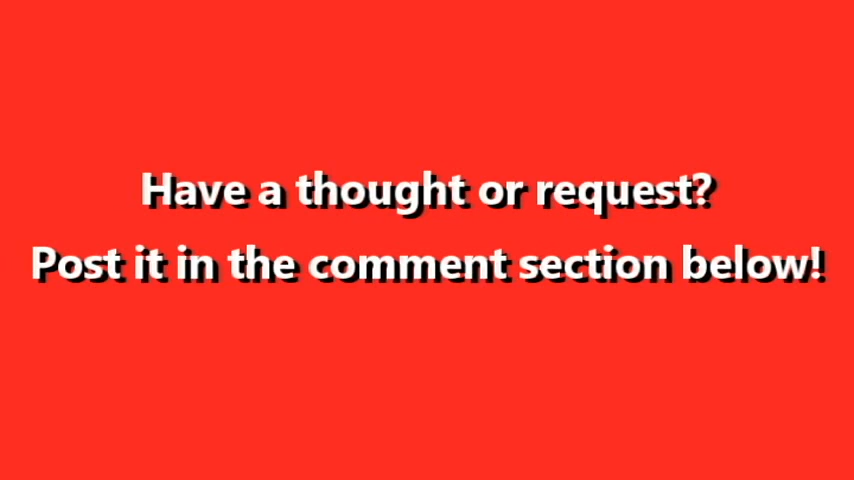 Have a thought or request?
Post it in the comment section below!